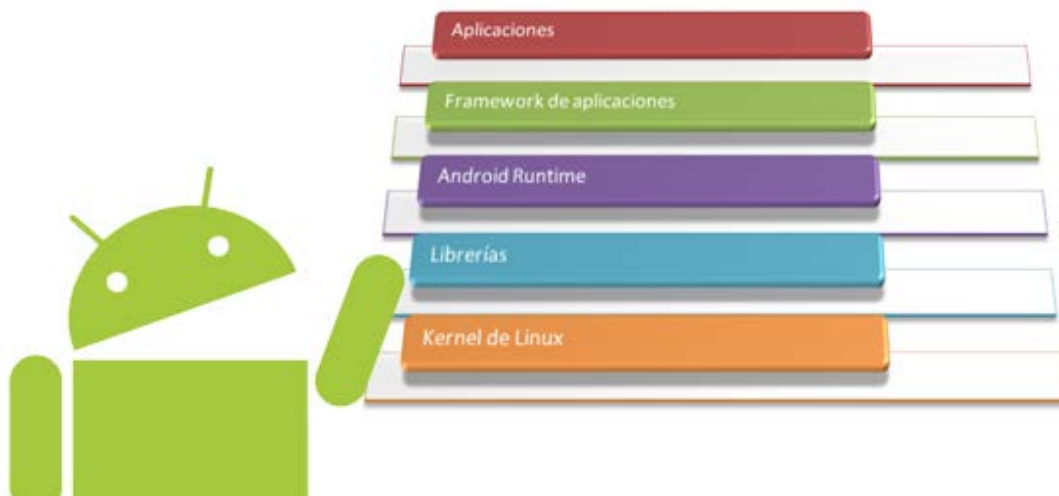 Aplicaciones
Framework de aplicaciones
Android Runtime
Librerías
Kernel de Linux